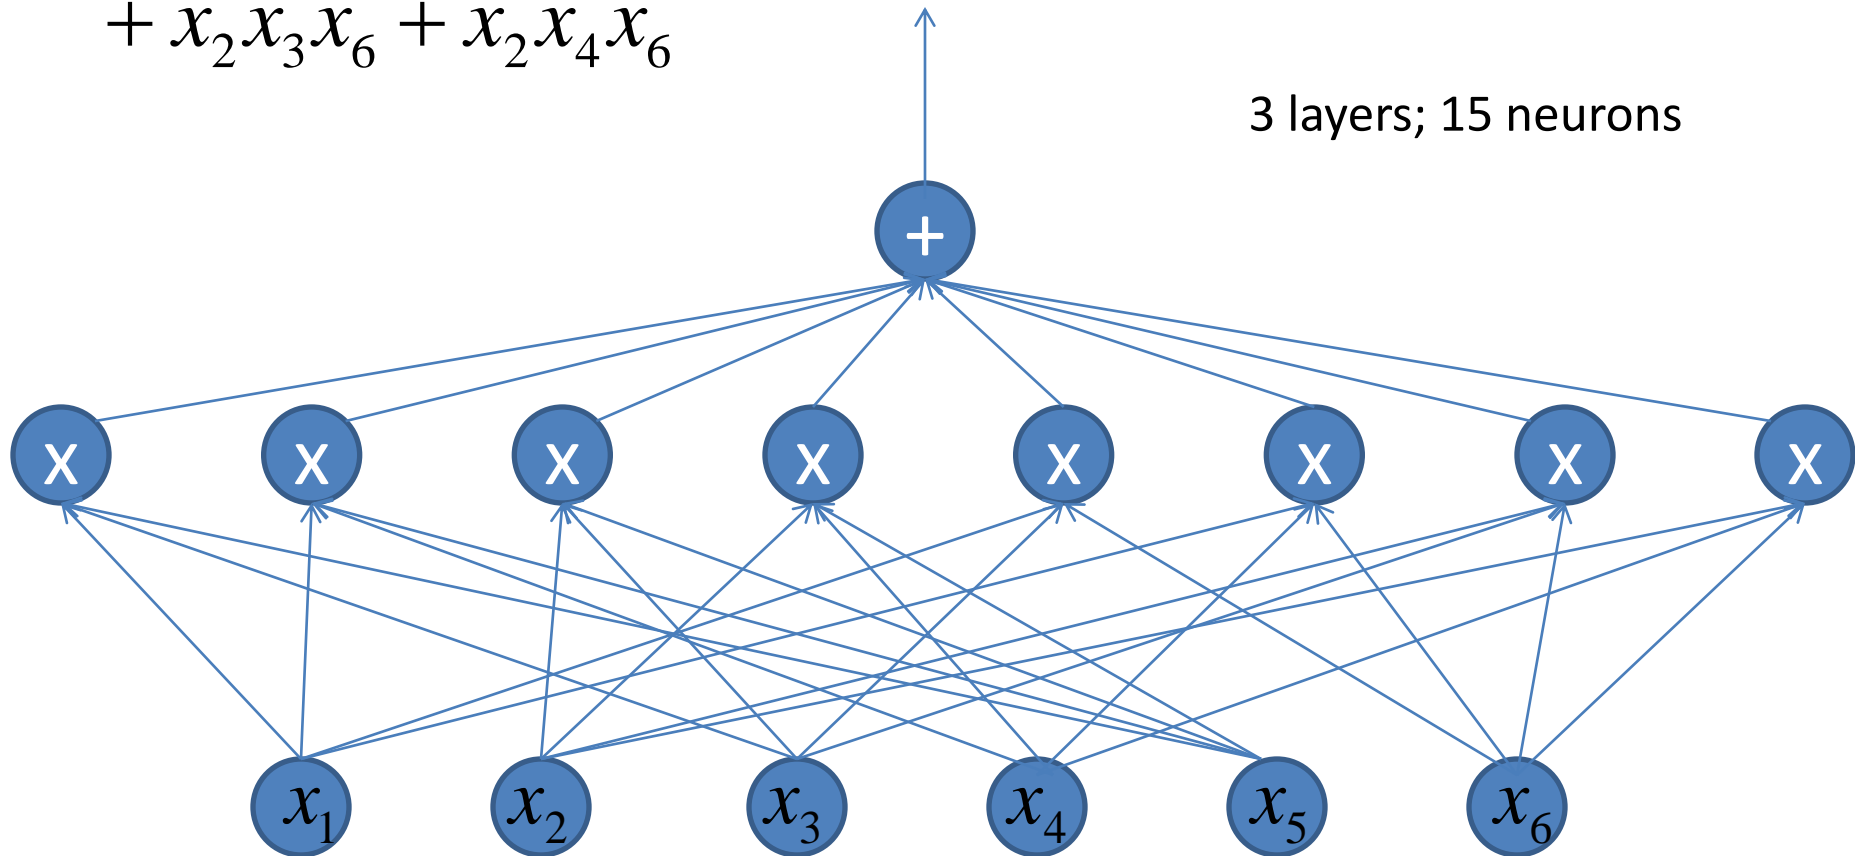 + x₂x₃x₆ + x₂x₄x₆
3 layers; 15 neurons
+
x x x x x x x x
x₁ x₂ x₃ x₄ x₅ x₆